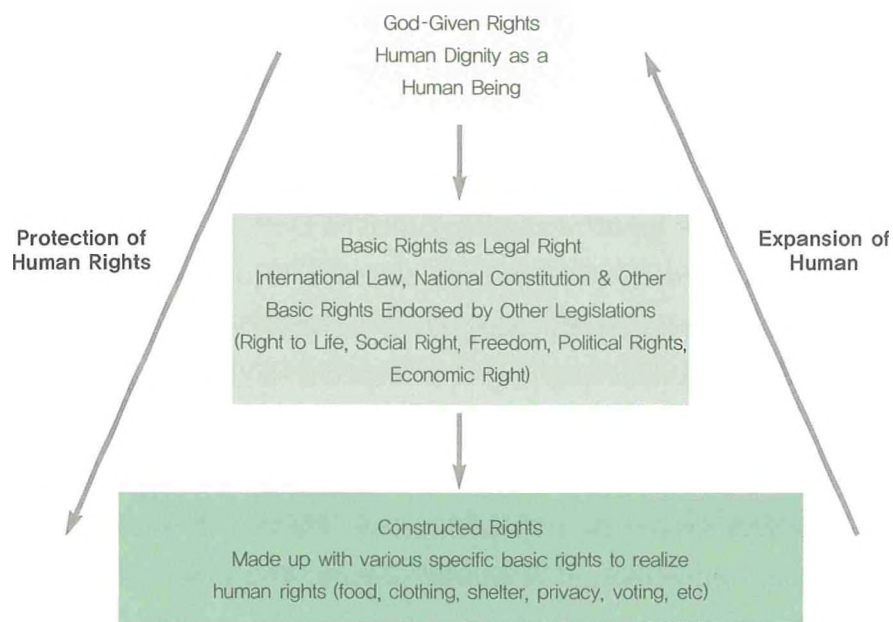 God-Given Rights
Human Dignity as a
Human Being
Protection of
Human Rights
Expansion of
Human
Basic Rights as Legal Right
International Law, National Constitution & Other
Basic Rights Endorsed by Other Legislations
(Right to Life, Social Right, Freedom, Political Rights,
Economic Right)
Constructed Rights
Made up with various specific basic rights to realize
human rights (food, clothing, shelter, privacy, voting, etc)